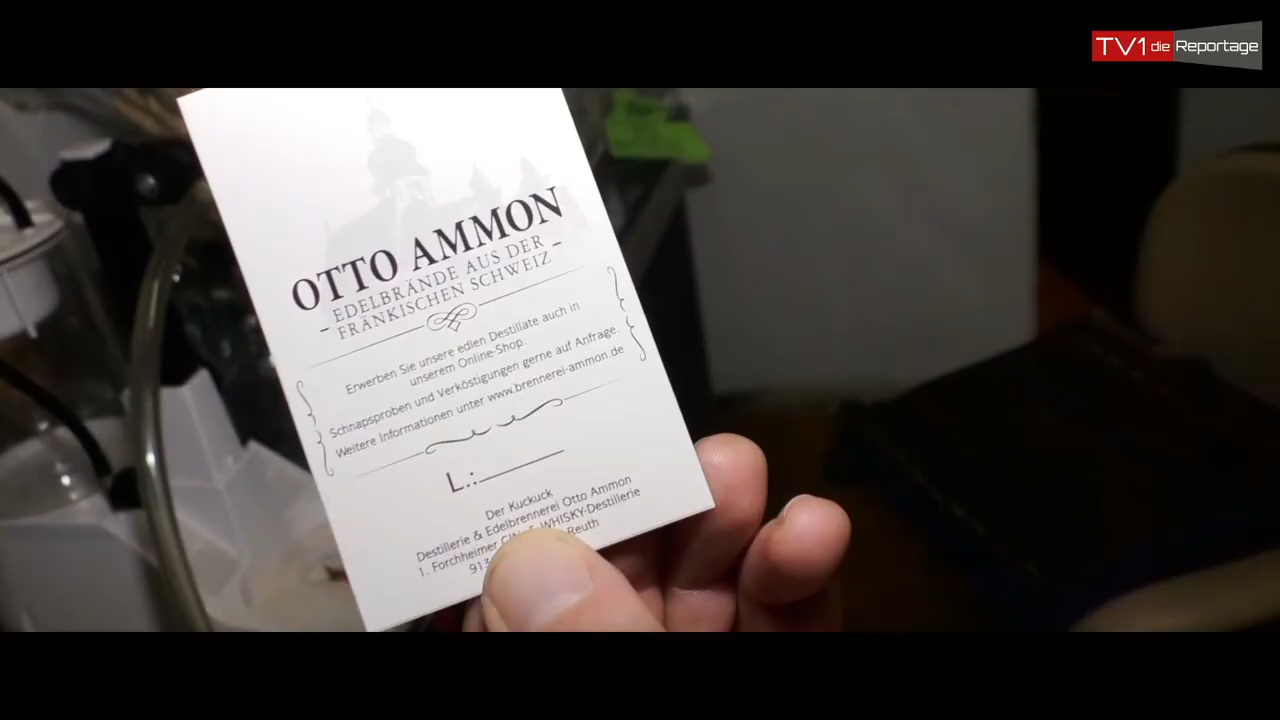 TV1 die Reportage
OTTO AMMON
- EDELBRÄNDE AUS DER -
FRÄNKISCHEN SCHWEIZ
Erwerben Sie unsere edlen Destillate auch in
unserem Online-Shop.
Schnapsproben und Verköstigungen gerne auf Anfrage.
Weitere Informationen unter www.brennerei-ammon.de
L.:
Der Kuckuck
Destillerie & Edelbrennerei Otto Ammon
1. Forchheimer WHISKY-Destillerie
Reuth